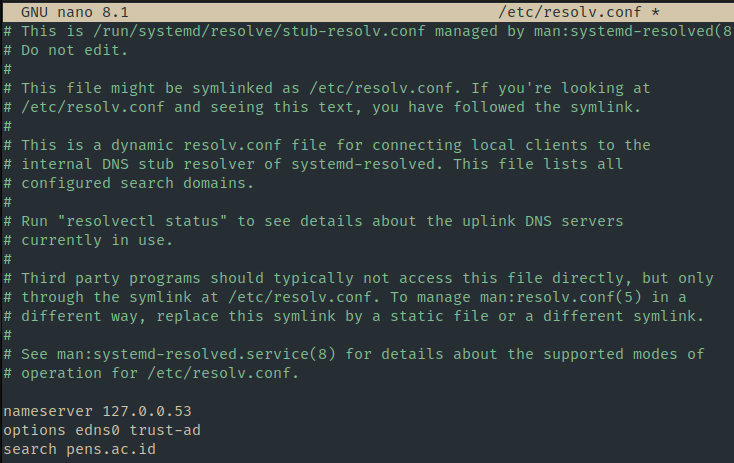 GNU nano 8.1 /etc/resolv.conf *
# This is /run/systemd/resolve/stub-resolv.conf managed by man:systemd-resolved(8
# Do not edit.
#
# This file might be symlinked as /etc/resolv.conf. If you're looking at
# /etc/resolv.conf and seeing this text, you have followed the symlink.
#
# This is a dynamic resolv.conf file for connecting local clients to the
# internal DNS stub resolver of systemd-resolved. This file lists all
# configured search domains.
#
# Run "resolvectl status" to see details about the uplink DNS servers
# currently in use.
#
# Third party programs should typically not access this file directly, but only
# through the symlink at /etc/resolv.conf. To manage man:resolv.conf(5) in a
# different way, replace this symlink by a static file or a different symlink.
#
# See man:systemd-resolved.service(8) for details about the supported modes of
# operation for /etc/resolv.conf.

nameserver 127.0.0.53
options edns0 trust-ad
search pens.ac.id